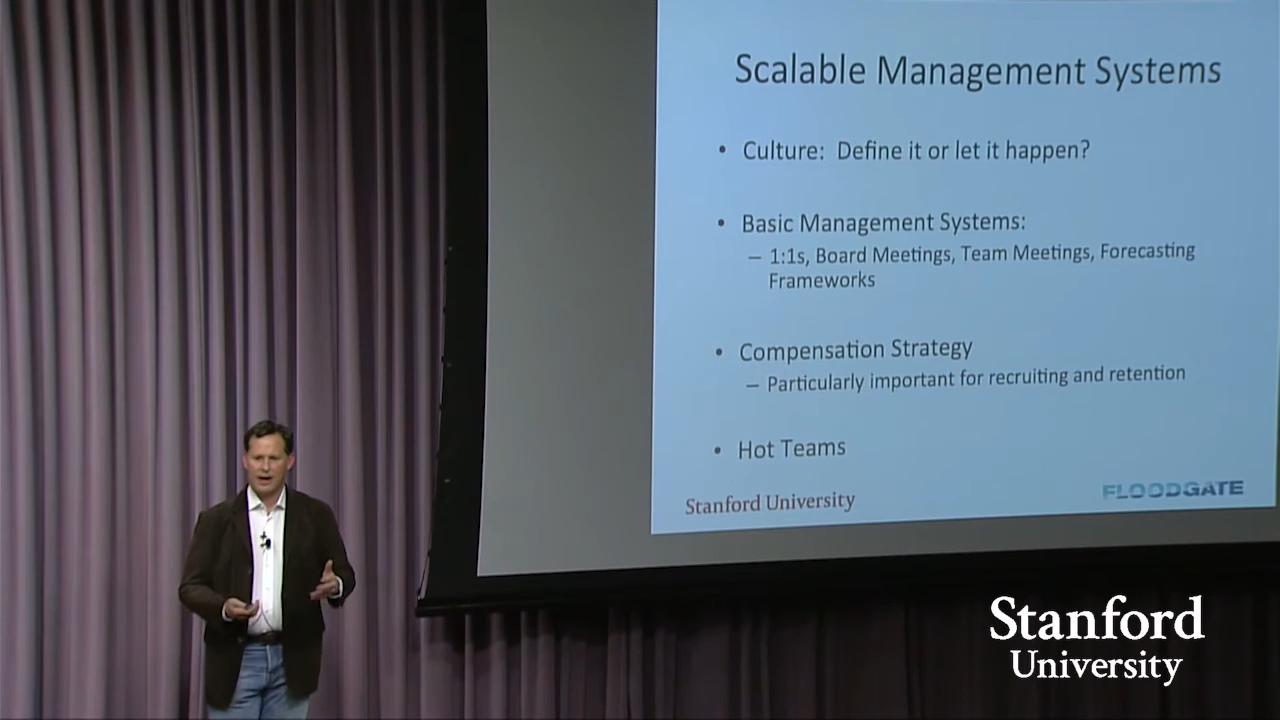 Scalable Management Systems
• Culture: Define it or let it happen?
• Basic Management Systems:
– 1:1s, Board Meetings, Team Meetings, Forecasting
Frameworks
• Compensation Strategy
– Particularly important for recruiting and retention
• Hot Teams
Stanford University
FLOODGATE
Stanford
University